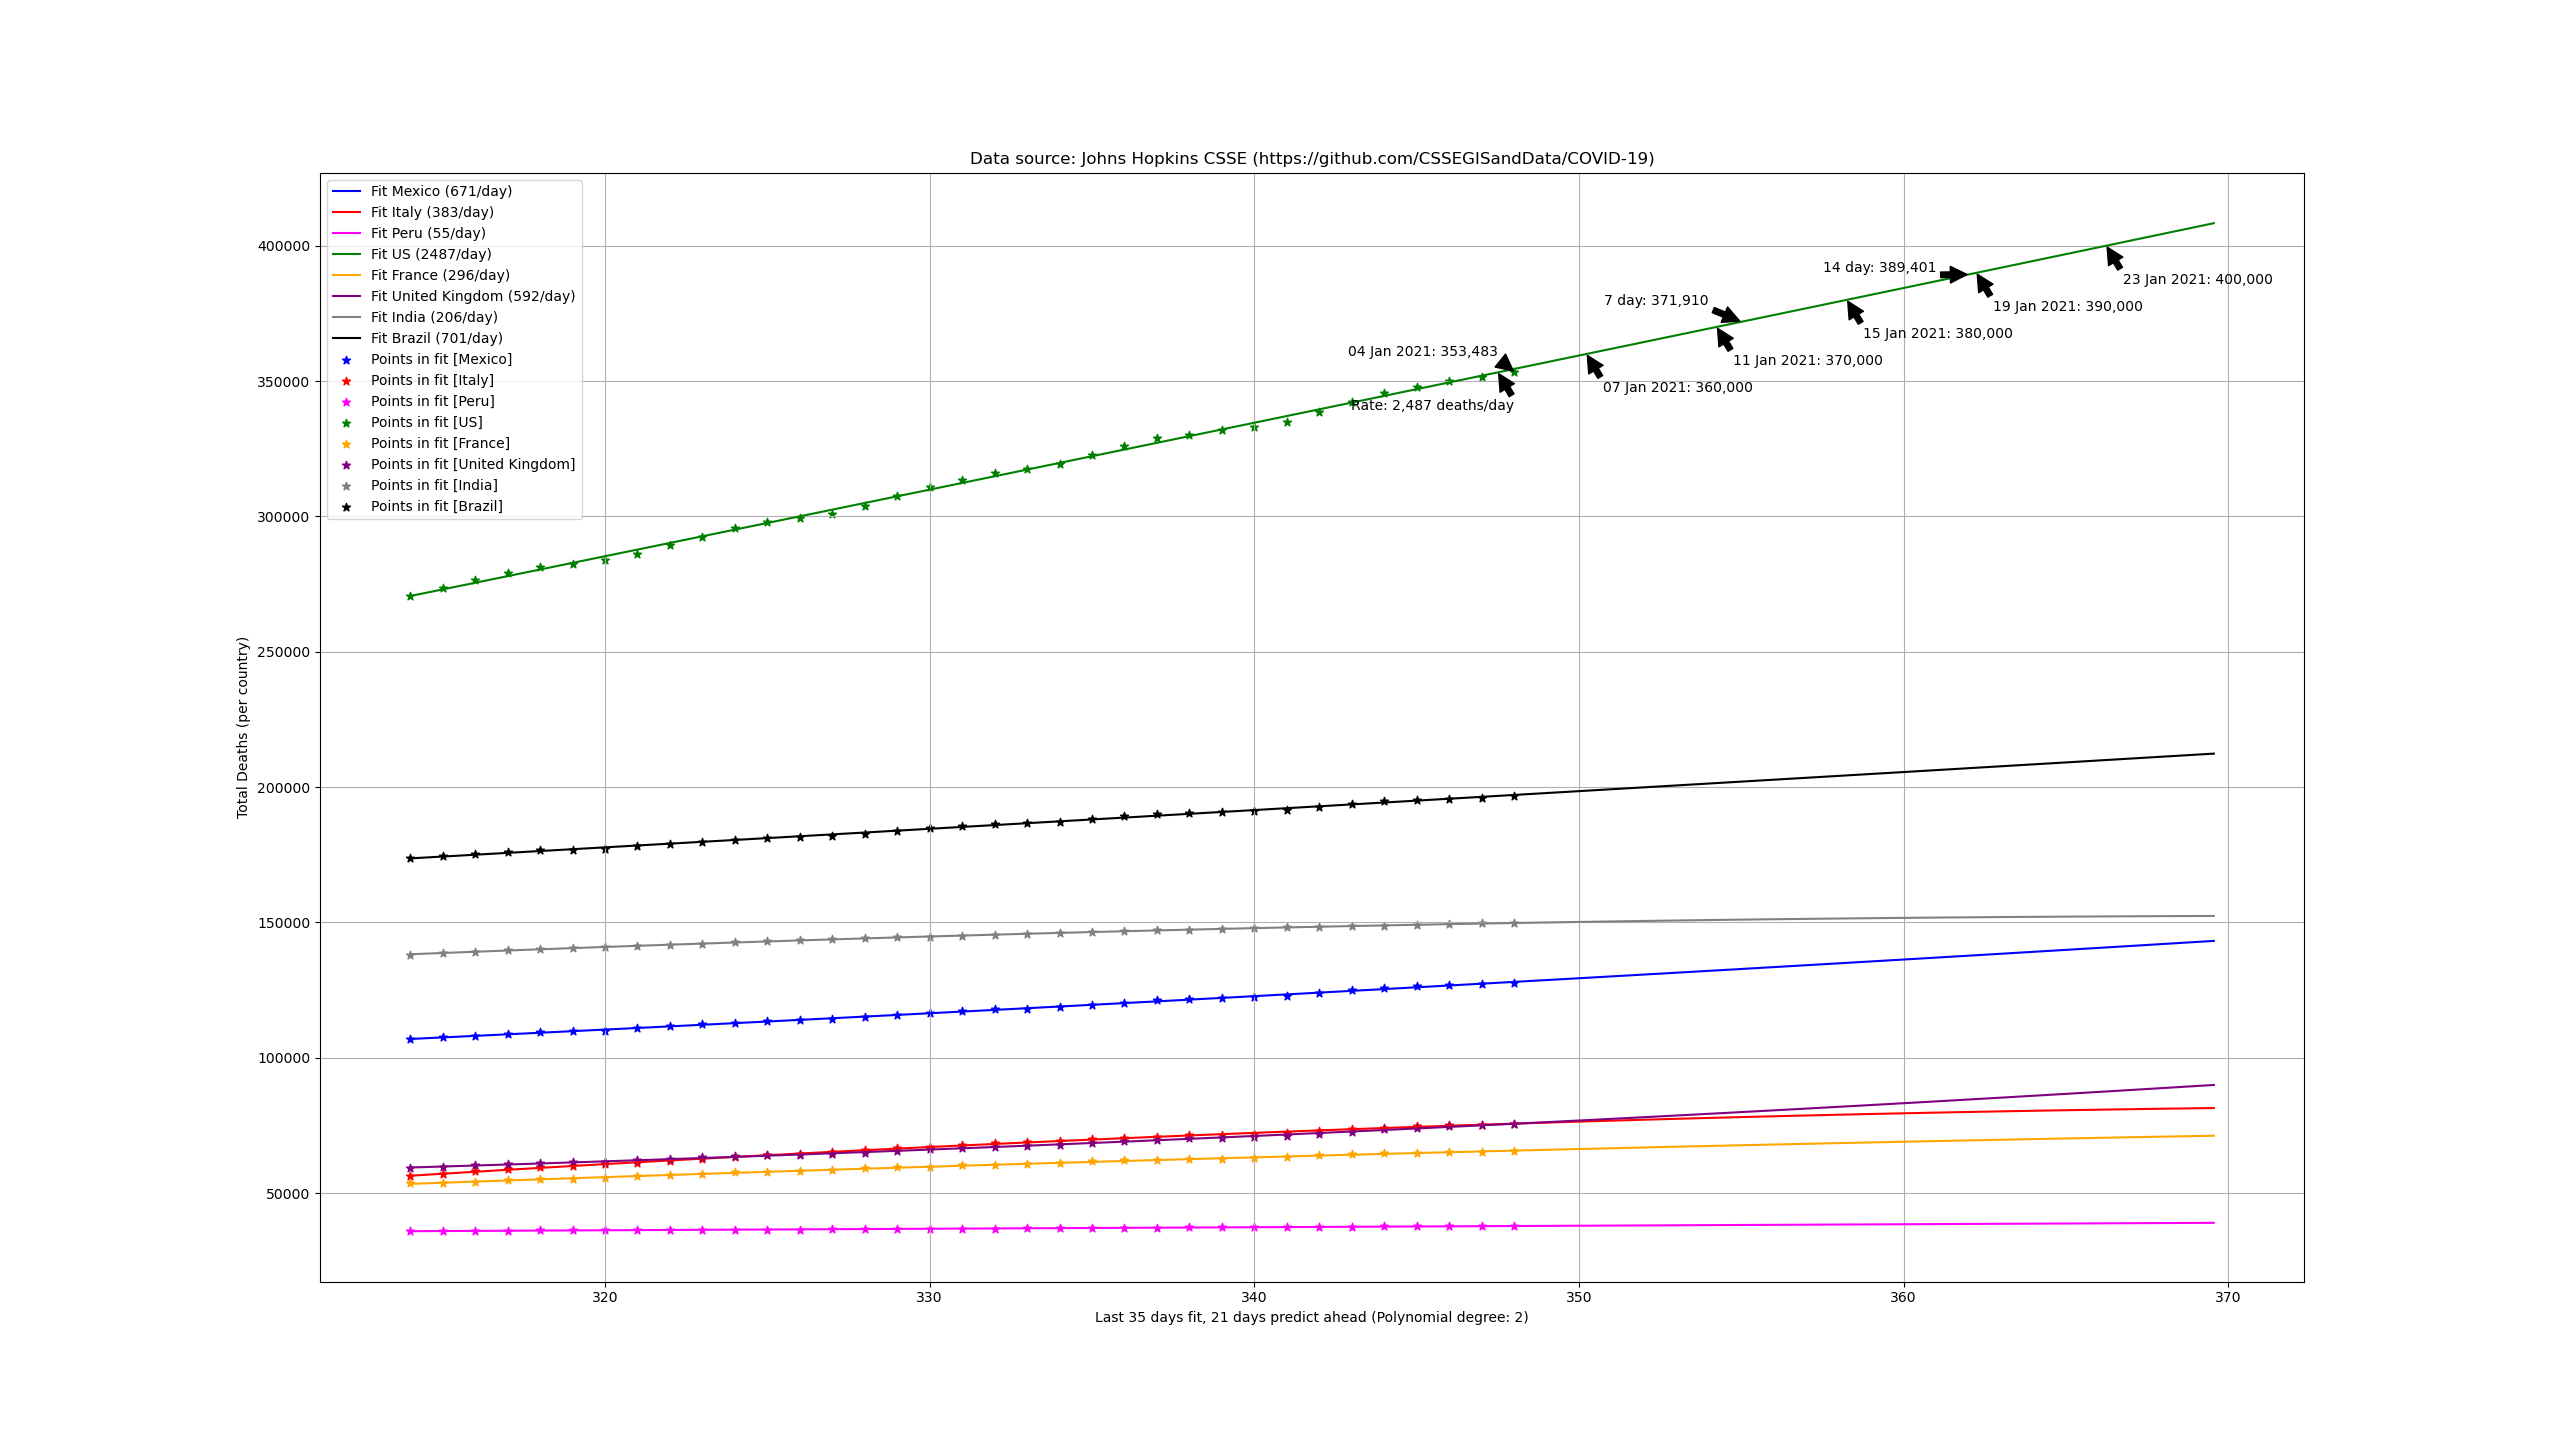 Data source: Johns Hopkins CSSE (https://github.com/CSSEGISandData/COVID-19)
Fit Mexico (671/day)
Fit Italy (383/day)
Fit Peru (55/day)
Fit US (2487/day)
Fit France (296/day)
Fit United Kingdom (592/day)
Fit India (206/day)
Fit Brazil (701/day)
Points in fit [Mexico]
Points in fit [Italy]
Points in fit [Peru]
Points in fit [US]
Points in fit [France]
Points in fit [United Kingdom]
Points in fit [India]
Points in fit [Brazil]
14 day: 389,401
23 Jan 2021: 400,000
7 day: 371,910
19 Jan 2021: 390,000
15 Jan 2021: 380,000
04 Jan 2021: 353,483
11 Jan 2021: 370,000
07 Jan 2021: 360,000
Rate: 2,487 deaths/day
400000
350000
300000
250000
200000
150000
100000
50000
Total Deaths (per country)
320
330
340
350
360
370
Last 35 days fit, 21 days predict ahead (Polynomial degree: 2)